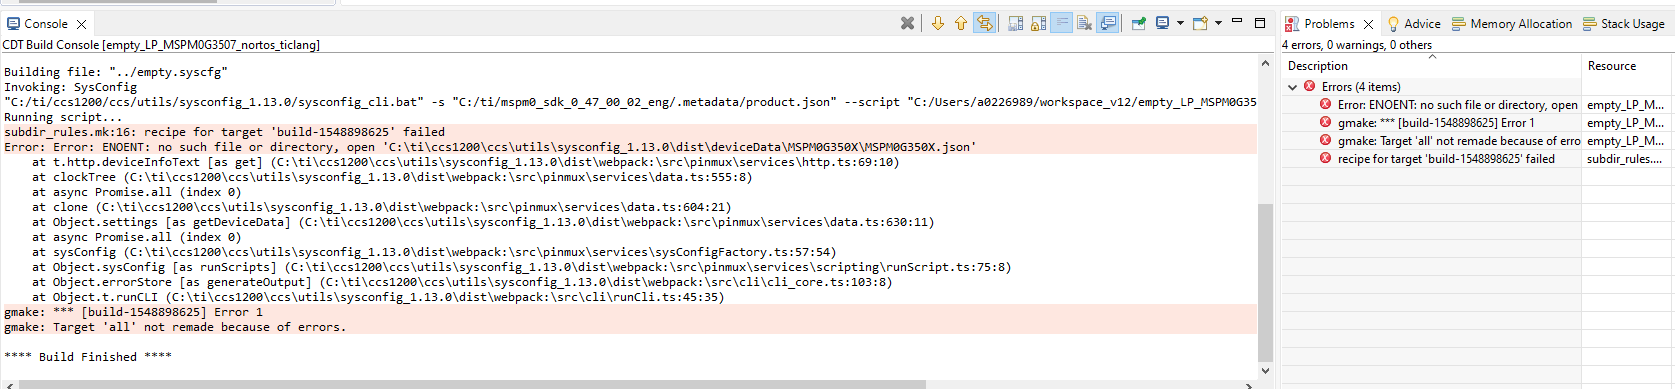 Console
CDT Build Console [empty_LP_MSPM0G3507_nortos_ticlang]
Building file: "../empty.syscfg"
Invoking: SysConfig
"C:/ti/ccs1200/ccs/utils/sysconfig_1.13.0/sysconfig_cli.bat" -s "C:/ti/mspm0_sdk_0_47_00_02_eng/.metadata/product.json" --script "C:/Users/a0226989/workspace_v12/empty_LP_MSPM0G35
Running script...
subdir_rules.mk:16: recipe for target 'build-1548898625' failed
Error: Error: ENOENT: no such file or directory, open 'C:\ti\ccs1200\ccs\utils\sysconfig_1.13.0\dist\deviceData\MSPM0G350X\MSPM0G350X.json'
at t.http.deviceInfoText [as get] (C:\ti\ccs1200\ccs\utils\sysconfig_1.13.0\dist\webpack:\src\pinmux\services\http.ts:69:10)
at clockTree (C:\ti\ccs1200\ccs\utils\sysconfig_1.13.0\dist\webpack:\src\pinmux\services\data.ts:555:8)
at async Promise.all (index 0)
at clone (C:\ti\ccs1200\ccs\utils\sysconfig_1.13.0\dist\webpack:\src\pinmux\services\data.ts:604:21)
at Object.settings [as getDeviceData] (C:\ti\ccs1200\ccs\utils\sysconfig_1.13.0\dist\webpack:\src\pinmux\services\data.ts:630:11)
at async Promise.all (index 0)
at sysConfig (C:\ti\ccs1200\ccs\utils\sysconfig_1.13.0\dist\webpack:\src\pinmux\services\sysConfigFactory.ts:57:54)
at Object.sysConfig [as runScripts] (C:\ti\ccs1200\ccs\utils\sysconfig_1.13.0\dist\webpack:\src\pinmux\services\scripting\runScript.ts:75:8)
at Object.errorStore [as generateOutput] (C:\ti\ccs1200\ccs\utils\sysconfig_1.13.0\dist\webpack:\src\cli\cli_core.ts:103:8)
at Object.t.runCLI (C:\ti\ccs1200\ccs\utils\sysconfig_1.13.0\dist\webpack:\src\cli\runCli.ts:45:35)
gmake: *** [build-1548898625] Error 1
gmake: Target 'all' not remade because of errors.
**** Build Finished ****
Problems Advice Memory Allocation Stack Usage
4 errors, 0 warnings, 0 others
Description Resource
Errors (4 items)
Error: ENOENT: no such file or directory, open empty_LP_M...
gmake: *** [build-1548898625] Error 1 empty_LP_M...
gmake: Target 'all' not remade because of erro empty_LP_M...
recipe for target 'build-1548898625' failed subdir_rules....